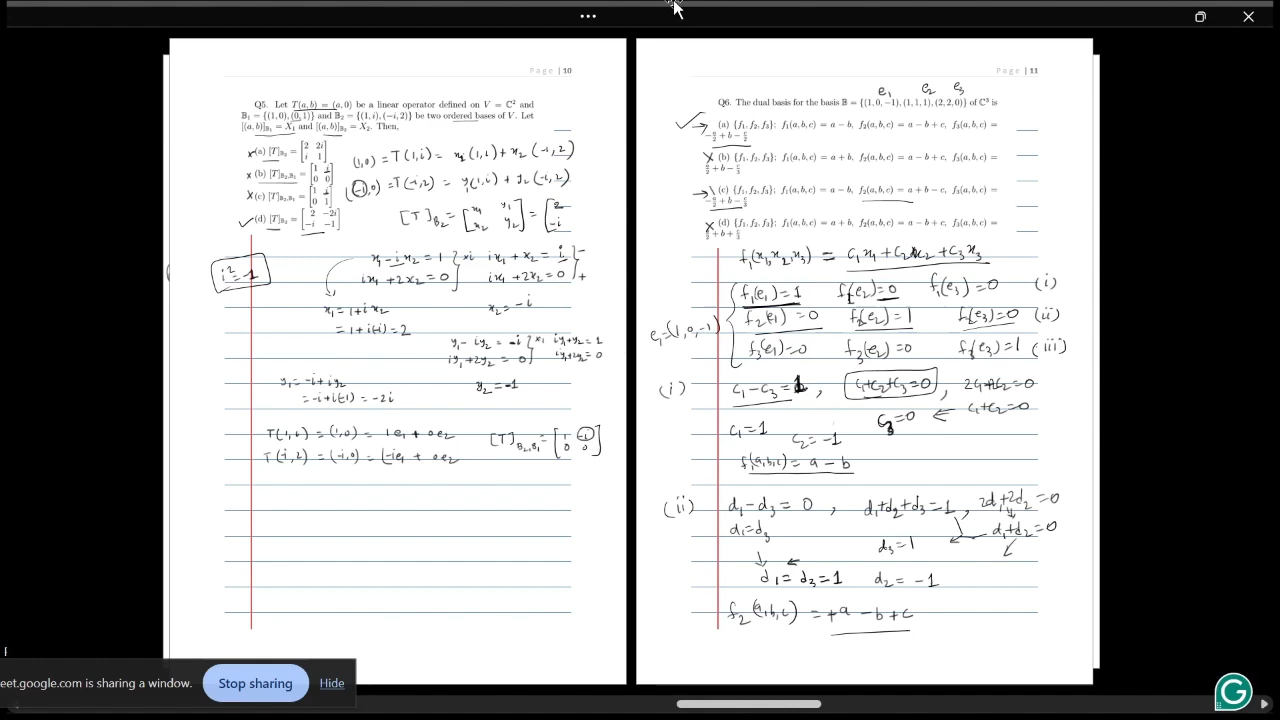 Page | 10
Q5. Let T(a, b) = (a, 0) be a linear operator defined on V = ℂ² and
𝔹₁ = {(1, 0), (0, 1)} and 𝔹₂ = {(1, i), (−i, 2)} be two ordered bases of V. Let
[(a, b)]𝔹₁ = X₁ and [(a, b)]𝔹₂ = X₂. Then,
(a) [T]𝔹₂ = [2 2i; i 1]
(b) [T]𝔹₂,𝔹₁ = [1 i; 0 0]
(c) [T]𝔹₂,𝔹₁ = [1 i; 0 1]
(d) [T]𝔹₂ = [2 −2i; −i −1]
(1,0) = T(1,i) = x₁(1,i) + x₂(-i,2)
(-i,0) = T(-i,2) = y₁(1,i) + y₂(-i,2)
[T]B₂ = [x₁ y₁; x₂ y₂] = [2; -i]
i² = -1
x₁ - ix₂ = 1 } ×i ix₁ + x₂ = i
ix₁ + 2x₂ = 0 ix₁ + 2x₂ = 0
x₁ = 1 + ix₂ x₂ = -i
= 1 + i(-i) = 2
y₁ - iy₂ = -i } ×i iy₁ + y₂ = 1
iy₁ + 2y₂ = 0 iy₁ + 2y₂ = 0
y₁ = -i + iy₂ y₂ = -1
= -i + i(-1) = -2i
T(1,i) = (1,0) = 1e₁ + 0e₂ [T]B₂,B₁ = [1 -i; 0 0]
T(-i,2) = (-i,0) = -ie₁ + 0e₂
Page | 11
e₁ e₂ e₃
Q6. The dual basis for the basis 𝔹 = {(1, 0, −1), (1, 1, 1), (2, 2, 0)} of ℂ³ is
(a) {f₁, f₂, f₃}; f₁(a, b, c) = a − b, f₂(a, b, c) = a − b + c, f₃(a, b, c) =
−a/2 + b − c/2
(b) {f₁, f₂, f₃}; f₁(a, b, c) = a + b, f₂(a, b, c) = a − b + c, f₃(a, b, c) =
a/2 + b − c/3
(c) {f₁, f₂, f₃}; f₁(a, b, c) = a − b, f₂(a, b, c) = a + b − c, f₃(a, b, c) =
−a/2 + b − c/3
(d) {f₁, f₂, f₃}; f₁(a, b, c) = a + b, f₂(a, b, c) = a − b + c, f₃(a, b, c) =
a/2 + b + c/3
f₁(x₁,x₂,x₃) = c₁x₁ + c₂x₂ + c₃x₃
f₁(e₁) = 1 f₁(e₂) = 0 f₁(e₃) = 0 (i)
f₂(e₁) = 0 f₂(e₂) = 1 f₂(e₃) = 0 (ii)
e₁ = (1,0,-1)
f₃(e₁) = 0 f₃(e₂) = 0 f₃(e₃) = 1 (iii)
(i) c₁ - c₃ = 1, c₁ + c₂ + c₃ = 0, 2c₁ + 2c₂ = 0
c₃ = 0 ⇐ c₁ + c₂ = 0
c₁ = 1 c₂ = -1
f₁(a,b,c) = a - b
(ii) d₁ - d₃ = 0, d₁ + d₂ + d₃ = 1, 2d₁ + 2d₂ = 0
d₁ = d₃ d₃ = 1 d₁ + d₂ = 0
d₁ = d₃ = 1 d₂ = -1
f₂(a,b,c) = +a - b + c
eet.google.com is sharing a window.
Stop sharing
Hide